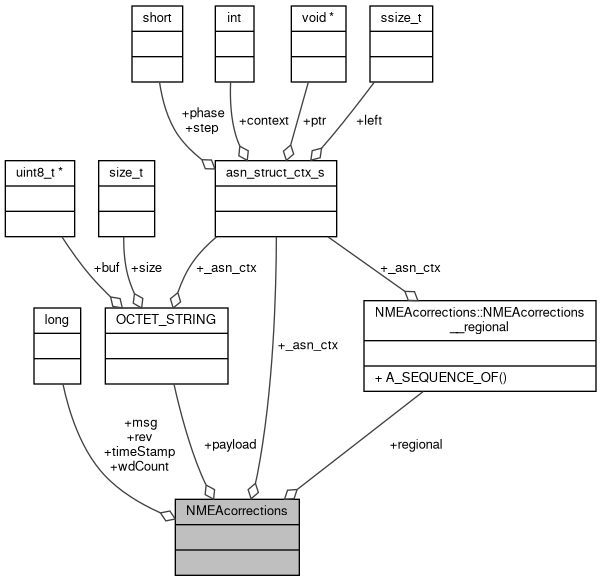 short
int
void *
ssize_t
+phase
+step
+context
+ptr
+left
uint8_t *
size_t
asn_struct_ctx_s
+buf
+size
+_asn_ctx
+_asn_ctx
long
OCTET_STRING
NMEAcorrections::NMEAcorrections
__regional
+ A_SEQUENCE_OF()
+_asn_ctx
+msg
+rev
+timeStamp
+wdCount
+payload
+regional
NMEAcorrections